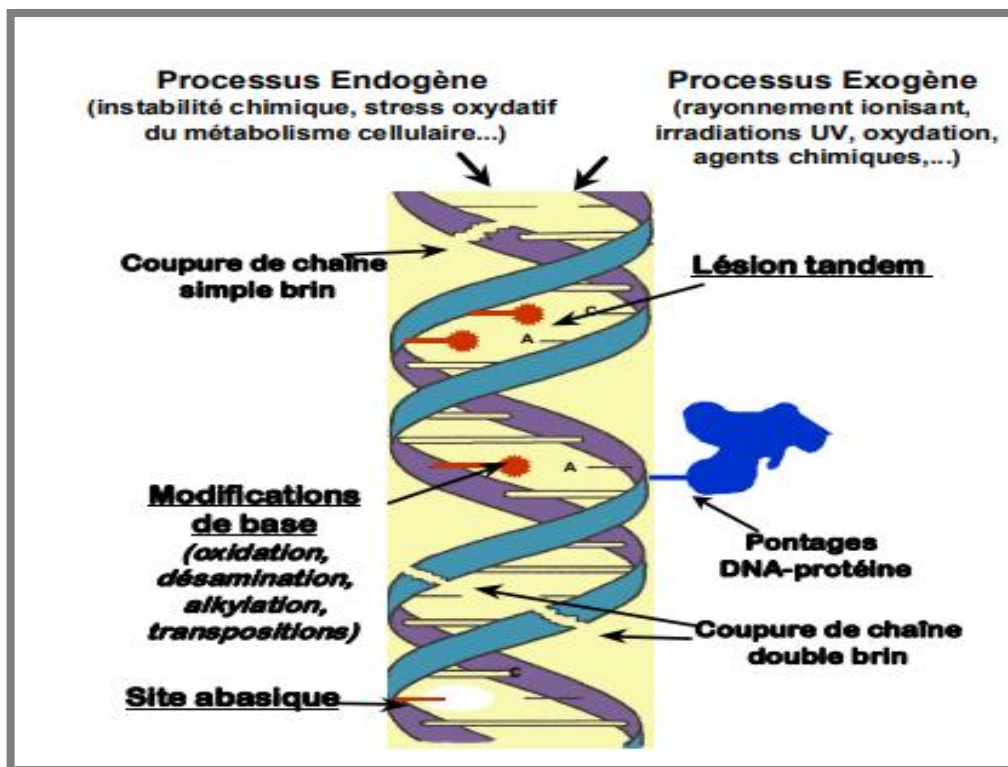 Processus Endogène
(instabilité chimique, stress oxydatif
du métabolisme cellulaire...)
Processus Exogène
(rayonnement ionisant,
irradiations UV, oxydation,
agents chimiques,...)
Coupure de chaîne
simple brin
Lésion tandem
C
A
A
Modifications
de base
(oxidation,
désamination,
alkylation,
transpositions)
Pontages
DNA-protéine
Coupure de chaîne
double brin
C
Site abasique